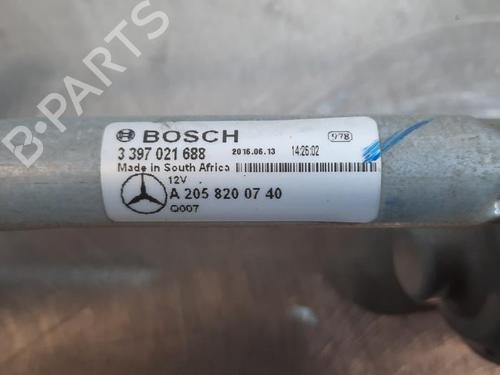 B-PARTS
978
BOSCH
3 397 021 688 2016.06.13 14:26:02
Made in South Africa
12V
A 205 820 07 40
Q007